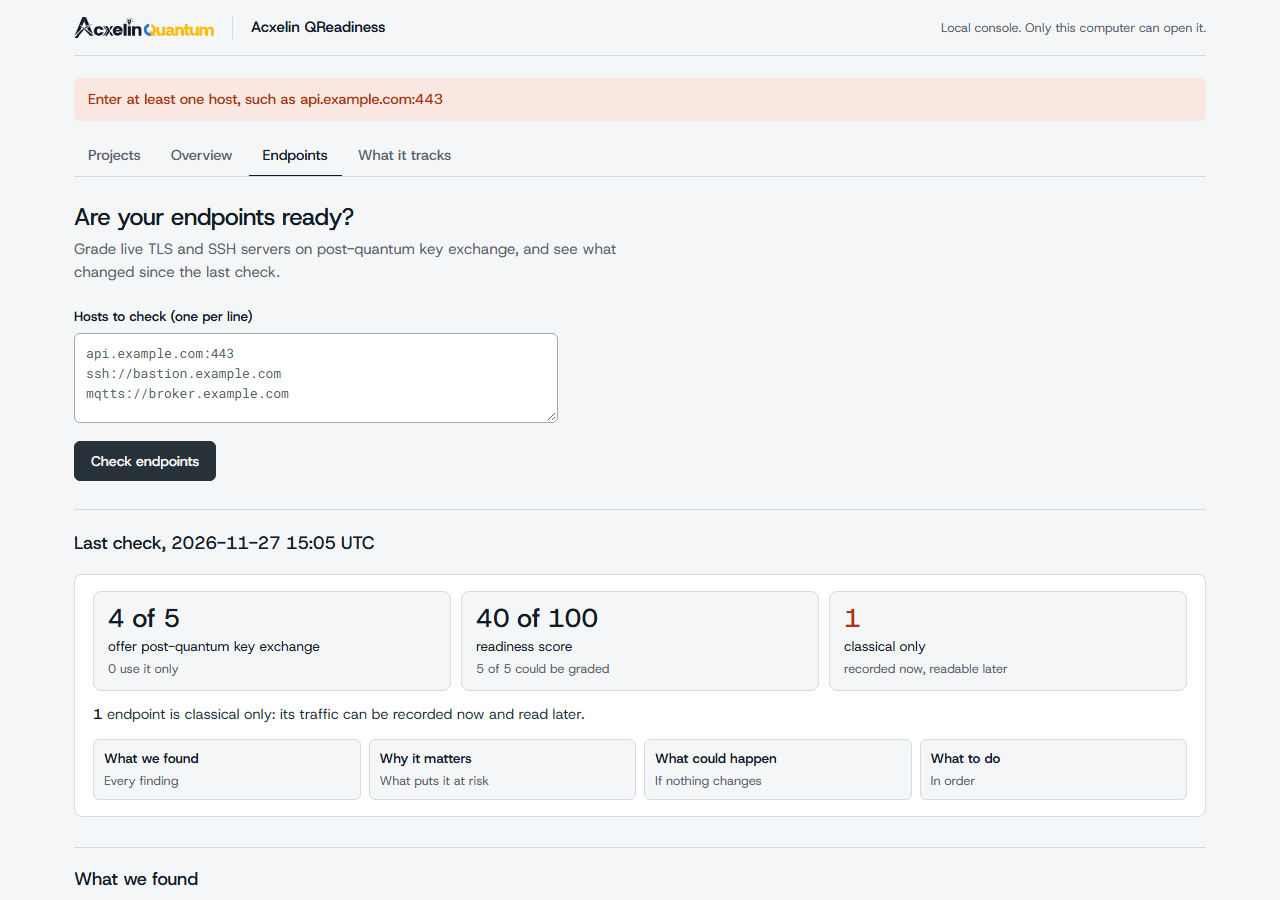 Acxelin Quantum
Acxelin QReadiness
Local console. Only this computer can open it.
Enter at least one host, such as api.example.com:443
Projects
Overview
Endpoints
What it tracks
Are your endpoints ready?
Grade live TLS and SSH servers on post-quantum key exchange, and see what
changed since the last check.
Hosts to check (one per line)
api.example.com:443
ssh://bastion.example.com
mqtts://broker.example.com
Check endpoints
Last check, 2026-11-27 15:05 UTC
4 of 5
offer post-quantum key exchange
0 use it only
40 of 100
readiness score
5 of 5 could be graded
1
classical only
recorded now, readable later
1 endpoint is classical only: its traffic can be recorded now and read later.
What we found
Every finding
Why it matters
What puts it at risk
What could happen
If nothing changes
What to do
In order
What we found